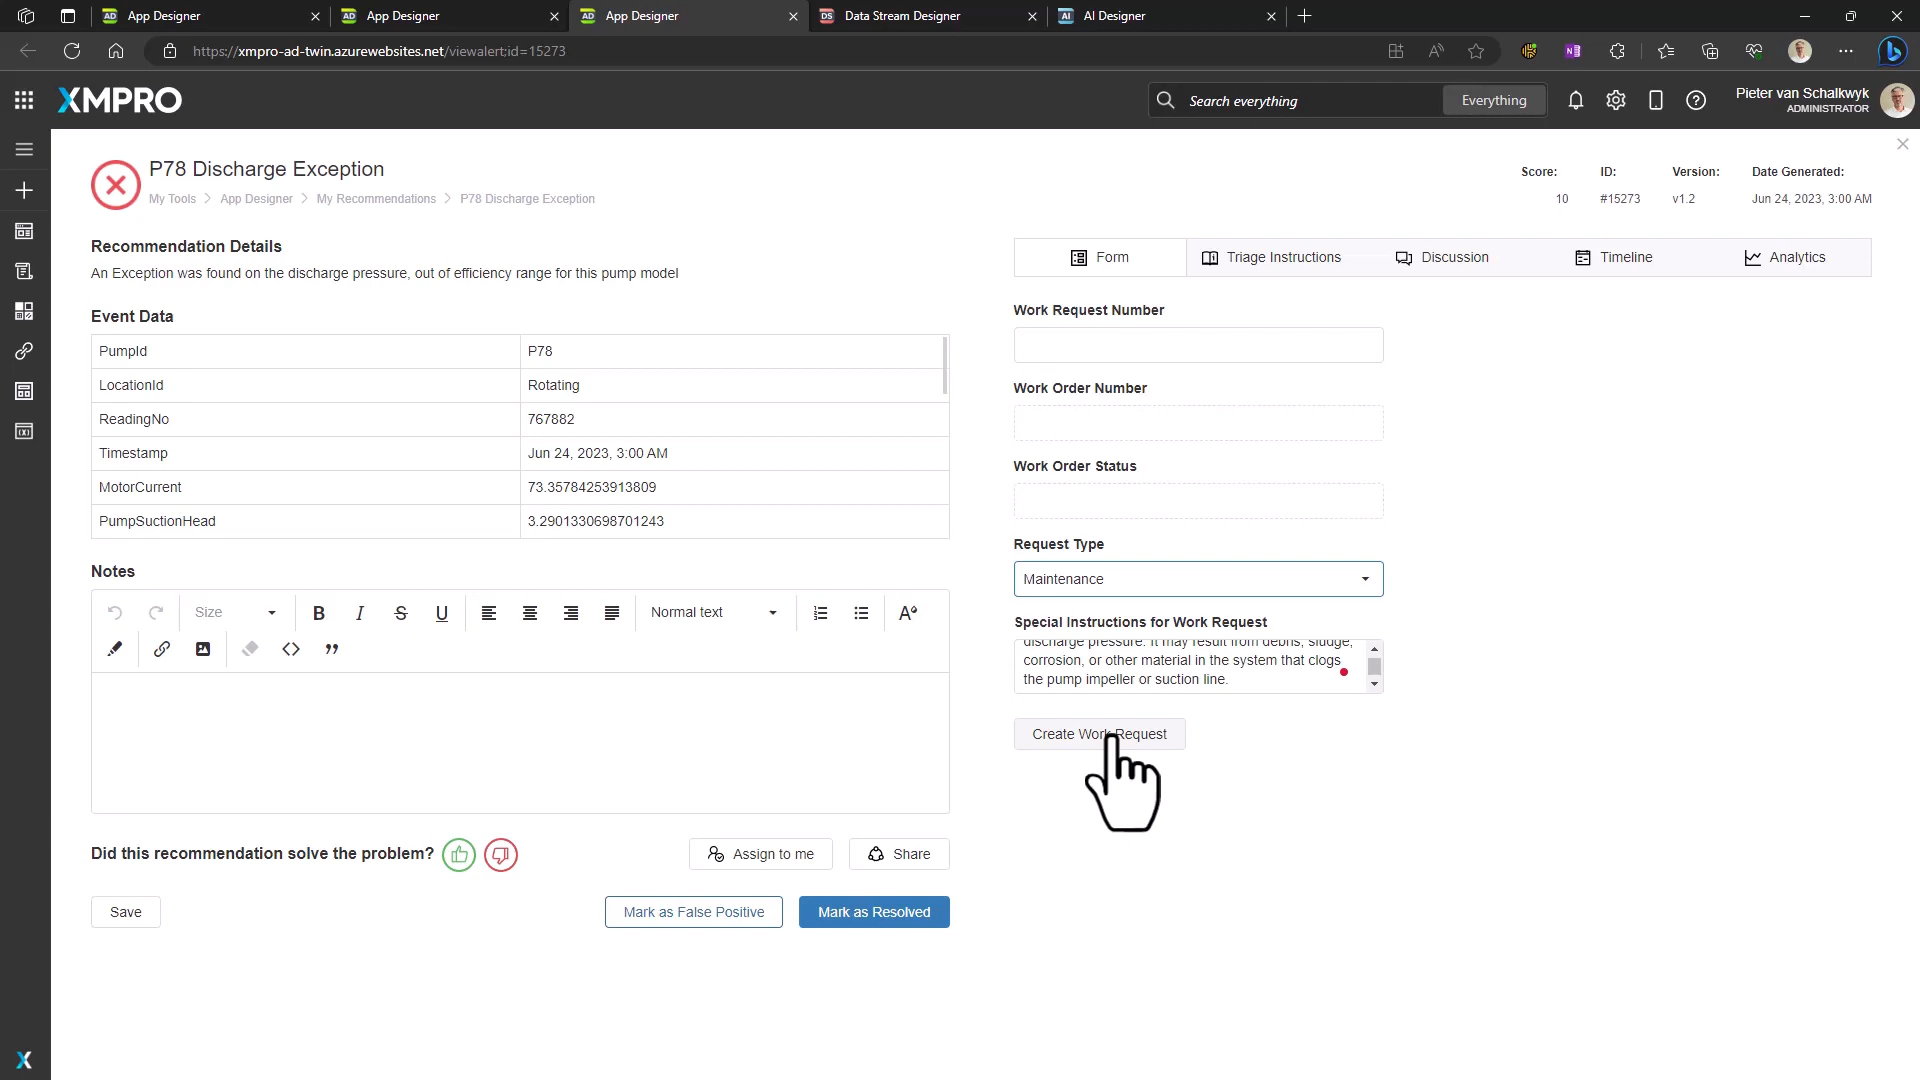 App Designer
App Designer
App Designer
Data Stream Designer
AI Designer
https://xmpro-ad-twin.azurewebsites.net/viewalert;id=15273
XMPRO
Search everything
Everything
Pieter van Schalkwyk
ADMINISTRATOR
P78 Discharge Exception
My Tools > App Designer > My Recommendations > P78 Discharge Exception
Score:
10
ID:
#15273
Version:
v1.2
Date Generated:
Jun 24, 2023, 3:00 AM
Recommendation Details
An Exception was found on the discharge pressure, out of efficiency range for this pump model
Event Data
PumpId P78
LocationId Rotating
ReadingNo 767882
Timestamp Jun 24, 2023, 3:00 AM
MotorCurrent 73.35784253913809
PumpSuctionHead 3.2901330698701243
Notes
Size
Normal text
Did this recommendation solve the problem?
Assign to me
Share
Save
Mark as False Positive
Mark as Resolved
Form
Triage Instructions
Discussion
Timeline
Analytics
Work Request Number
Work Order Number
Work Order Status
Request Type
Maintenance
Special Instructions for Work Request
discharge pressure. It may result from debris, sludge,
corrosion, or other material in the system that clogs
the pump impeller or suction line.
Create Work Request